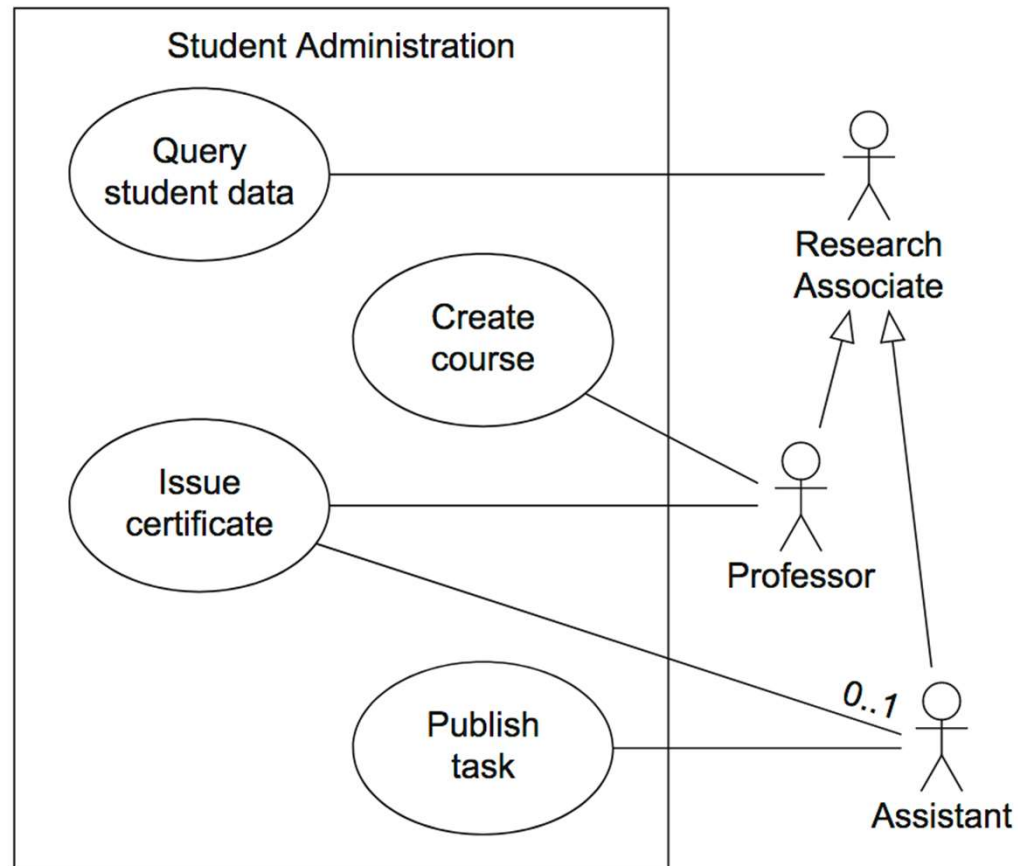 Student Administration
Query
student data
Research
Associate
Create
course
Issue
certificate
Professor
0..1
Publish
task
Assistant